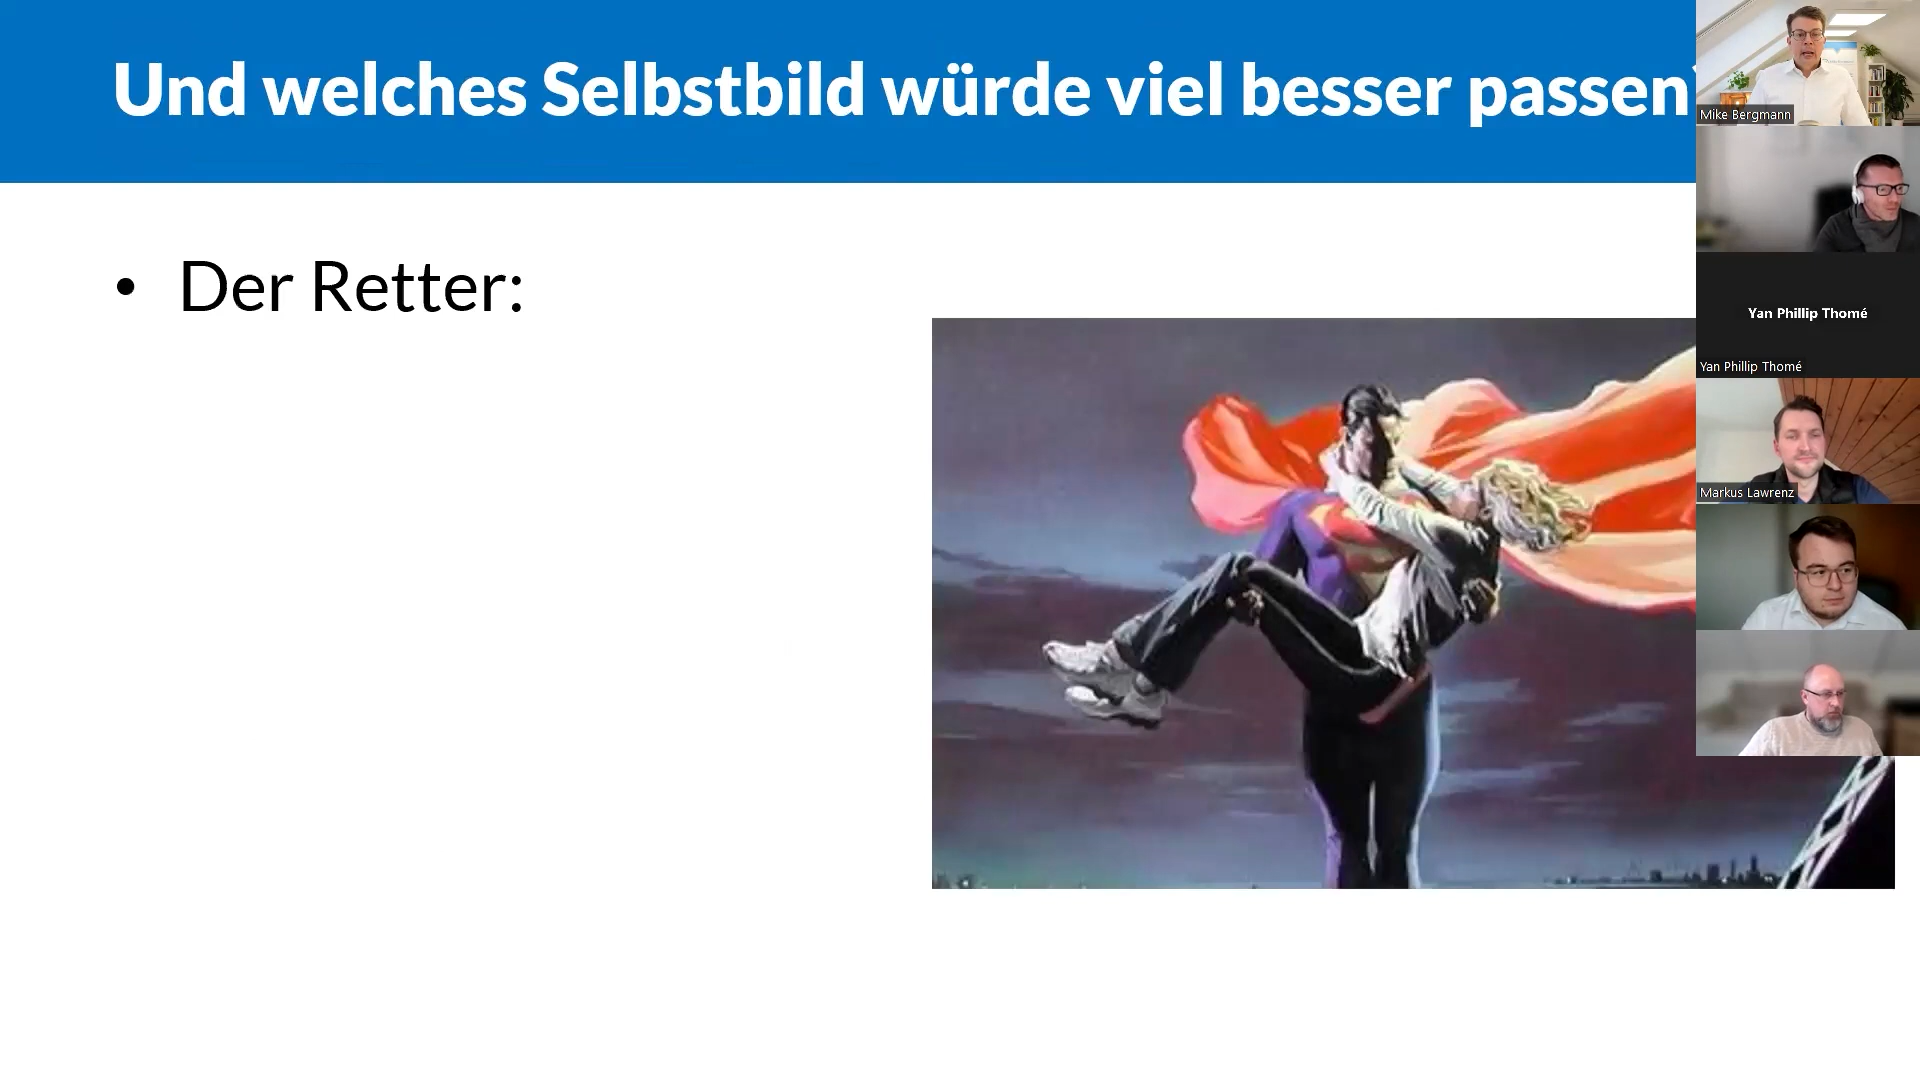 Und welches Selbstbild würde viel besser passen?
• Der Retter:
Mike Bergmann
Yan Phillip Thomé
Yan Phillip Thomé
Markus Lawrenz